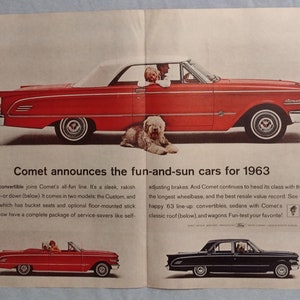 Comet announces the fun-and-sun cars for 1963
convertible joins Comet's all-fun line. It's a sleek, rakish
or down (below). It comes in two models: the Custom, and
which has bucket seats and optional floor-mounted stick
now have a complete package of service-savers like self-
adjusting brakes. And Comet continues to head its class with the
longest wheelbase, and the best resale value record. See
happy 63 line-up: convertibles, sedans with Comet's
classic roof (below), and wagons. Fun-test your favorite!